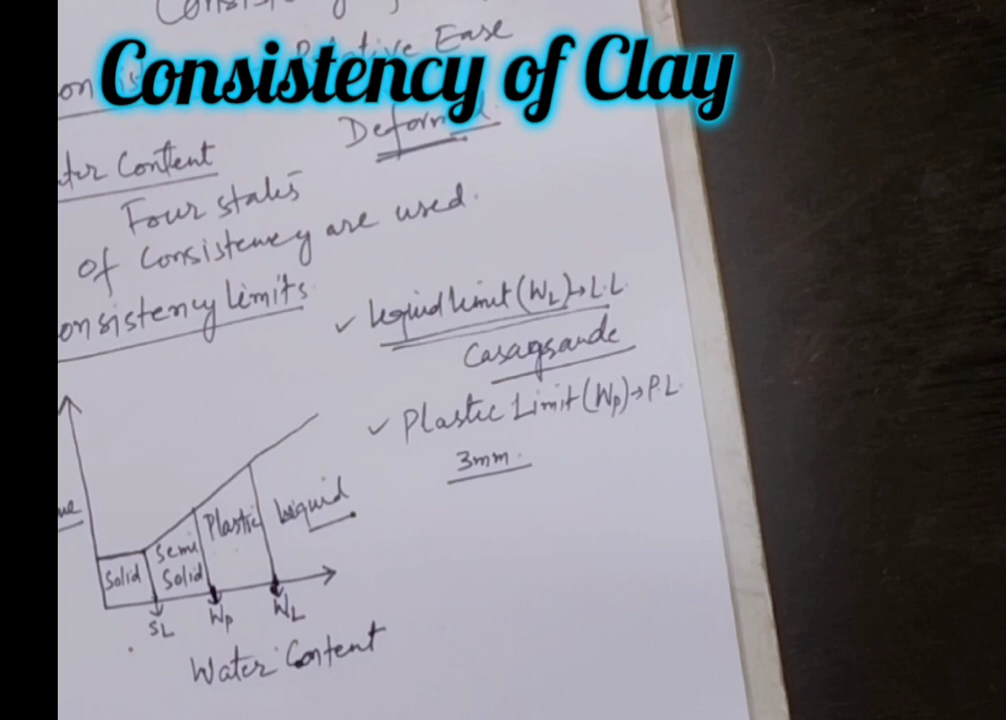 Consistency of Clay
Relative Ease
Deformed
Water Content
Four states
of Consistency are used.
onsistency limits
✓ Liquid limit (WL) → L.L.
Casagrande
✓ Plastic Limit (Wp) → P.L.
3mm.
Solid
Semi
Solid
Plastic
Liquid
SL
Wp
WL
Water Content